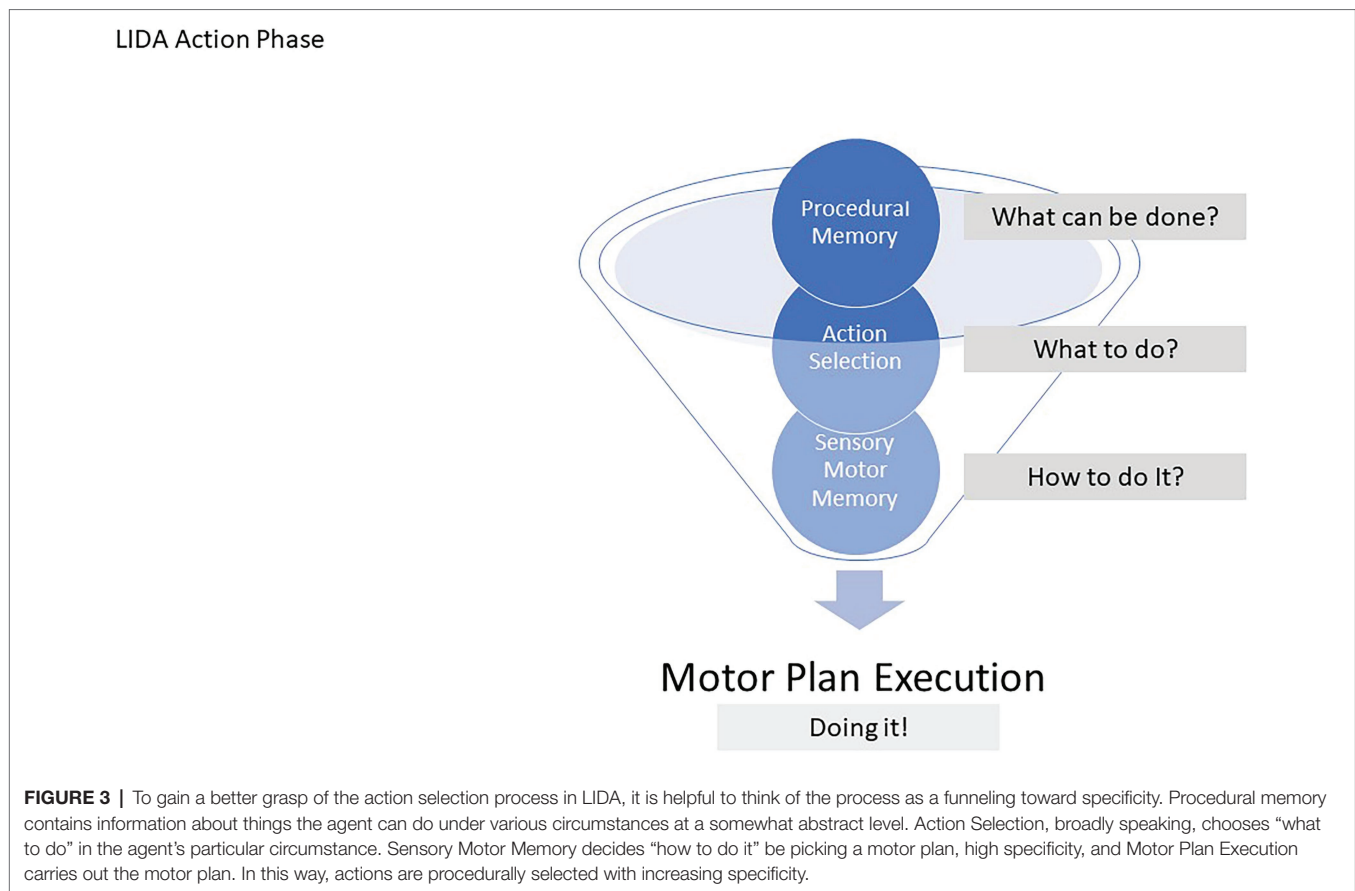 LIDA Action Phase
Procedural
Memory
What can be done?
Action
Selection
What to do?
Sensory
Motor
Memory
How to do It?
Motor Plan Execution
Doing it!
FIGURE 3 | To gain a better grasp of the action selection process in LIDA, it is helpful to think of the process as a funneling toward specificity. Procedural memory
contains information about things the agent can do under various circumstances at a somewhat abstract level. Action Selection, broadly speaking, chooses “what
to do” in the agent’s particular circumstance. Sensory Motor Memory decides “how to do it” be picking a motor plan, high specificity, and Motor Plan Execution
carries out the motor plan. In this way, actions are procedurally selected with increasing specificity.